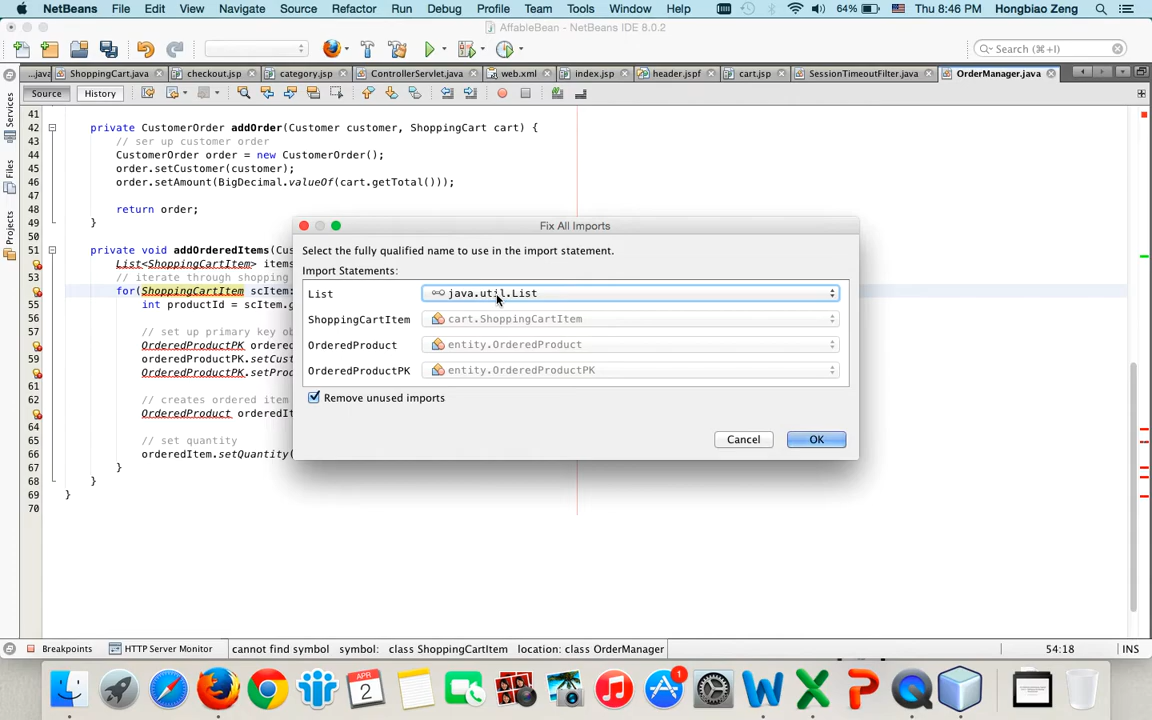 NetBeans File Edit View Navigate Source Refactor Run Debug Profile Team Tools Window Help 64% Thu 8:46 PM Hongbiao Zeng
AffableBean - NetBeans IDE 8.0.2
Search (⌘+I)
...java ShoppingCart.java checkout.jsp category.jsp ControllerServlet.java web.xml index.jsp header.jspf cart.jsp SessionTimeoutFilter.java OrderManager.java
Source History
Services
Files
Projects
41
42 private CustomerOrder addOrder(Customer customer, ShoppingCart cart) {
43 // ser up customer order
44 CustomerOrder order = new CustomerOrder();
45 order.setCustomer(customer);
46 order.setAmount(BigDecimal.valueOf(cart.getTotal()));
47
48 return order;
49 }
50
51 private void addOrderedItems(Cu
List<ShoppingCartItem> items
53 // iterate through shopping
for(ShoppingCartItem scItem:
55 int productId = scItem.g
56
57 // set up primary key ob
OrderedProductPK ordere
59 orderedProductPK.setCust
orderedProductPK.setProd
61
62 // creates ordered item
OrderedProduct orderedIt
64
65 // set quantity
66 orderedItem.setQuantity(
67 }
68 }
69 }
70
Fix All Imports
Select the fully qualified name to use in the import statement.
Import Statements:
List java.util.List
ShoppingCartItem cart.ShoppingCartItem
OrderedProduct entity.OrderedProduct
OrderedProductPK entity.OrderedProductPK
Remove unused imports
Cancel OK
Breakpoints HTTP Server Monitor cannot find symbol symbol: class ShoppingCartItem location: class OrderManager 54:18 INS
APR
2
1